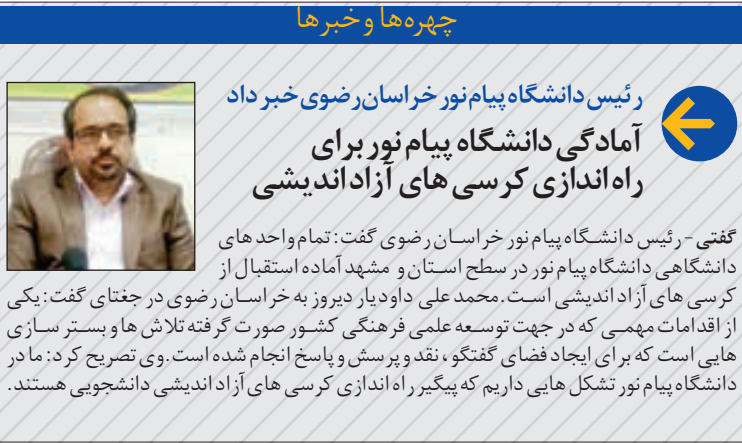 چهره‌ها و خبرها
رئیس دانشگاه پیام نور خراسان رضوی خبر داد
آمادگی دانشگاه پیام نور برای
راه اندازی کرسی های آزاد اندیشی
گفتی - رئیس دانشگاه پیام نور خراسان رضوی گفت: تمام واحد های
دانشگاهی دانشگاه پیام نور در سطح استان و مشهد آماده استقبال از
کرسی های آزاد اندیشی است. محمد علی داودیار دیروز به خراسان رضوی در جغتای گفت: یکی
از اقدامات مهمی که در جهت توسعه علمی فرهنگی کشور صورت گرفته تلاش ها و بستر سازی
هایی است که برای ایجاد فضای گفتگو، نقد و پرسش و پاسخ انجام شده است. وی تصریح کرد: ما در
دانشگاه پیام نور تشکل هایی داریم که پیگیر راه اندازی کرسی های آزاد اندیشی دانشجویی هستند.